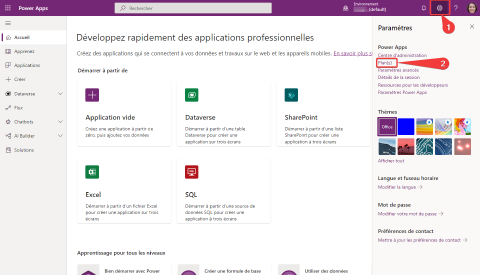 Power Apps
Rechercher
Environnement
(default)
1
Accueil
Apprenez
Applications
Créer
Dataverse
Flux
Chatbots
AI Builder
Solutions
Développez rapidement des applications professionnelles
Créez des applications qui se connectent à vos données et travaux sur le web et les appareils mobiles. En savoir plus s
Démarrer à partir de
Application vide
Créez une application à partir de zéro, puis ajoutez vos données
Dataverse
Démarrer à partir d'une table Dataverse pour créer une application sur trois écrans
SharePoint
Démarrer à partir d'une liste SharePoint pour créer une application à trois écrans
Excel
Démarrer à partir d'un fichier Excel pour créer une application sur trois écrans
SQL
Démarrer à partir d'une source de données SQL pour créer une application à trois écrans
Apprentissage pour tous les niveaux
Bien démarrer avec Power
Créer une formule de base
Utiliser des données
Paramètres
Power Apps
Centre d'administration
Plan(s)
2
Paramètres avancés
Détails de la session
Ressources pour les développeurs
Paramètres Power Apps
Thèmes
Office
Afficher tout
Langue et fuseau horaire
Modifier la langue
Mot de passe
Modifier votre mot de passe
Préférences de contact
Mettre à jour les préférences de contact